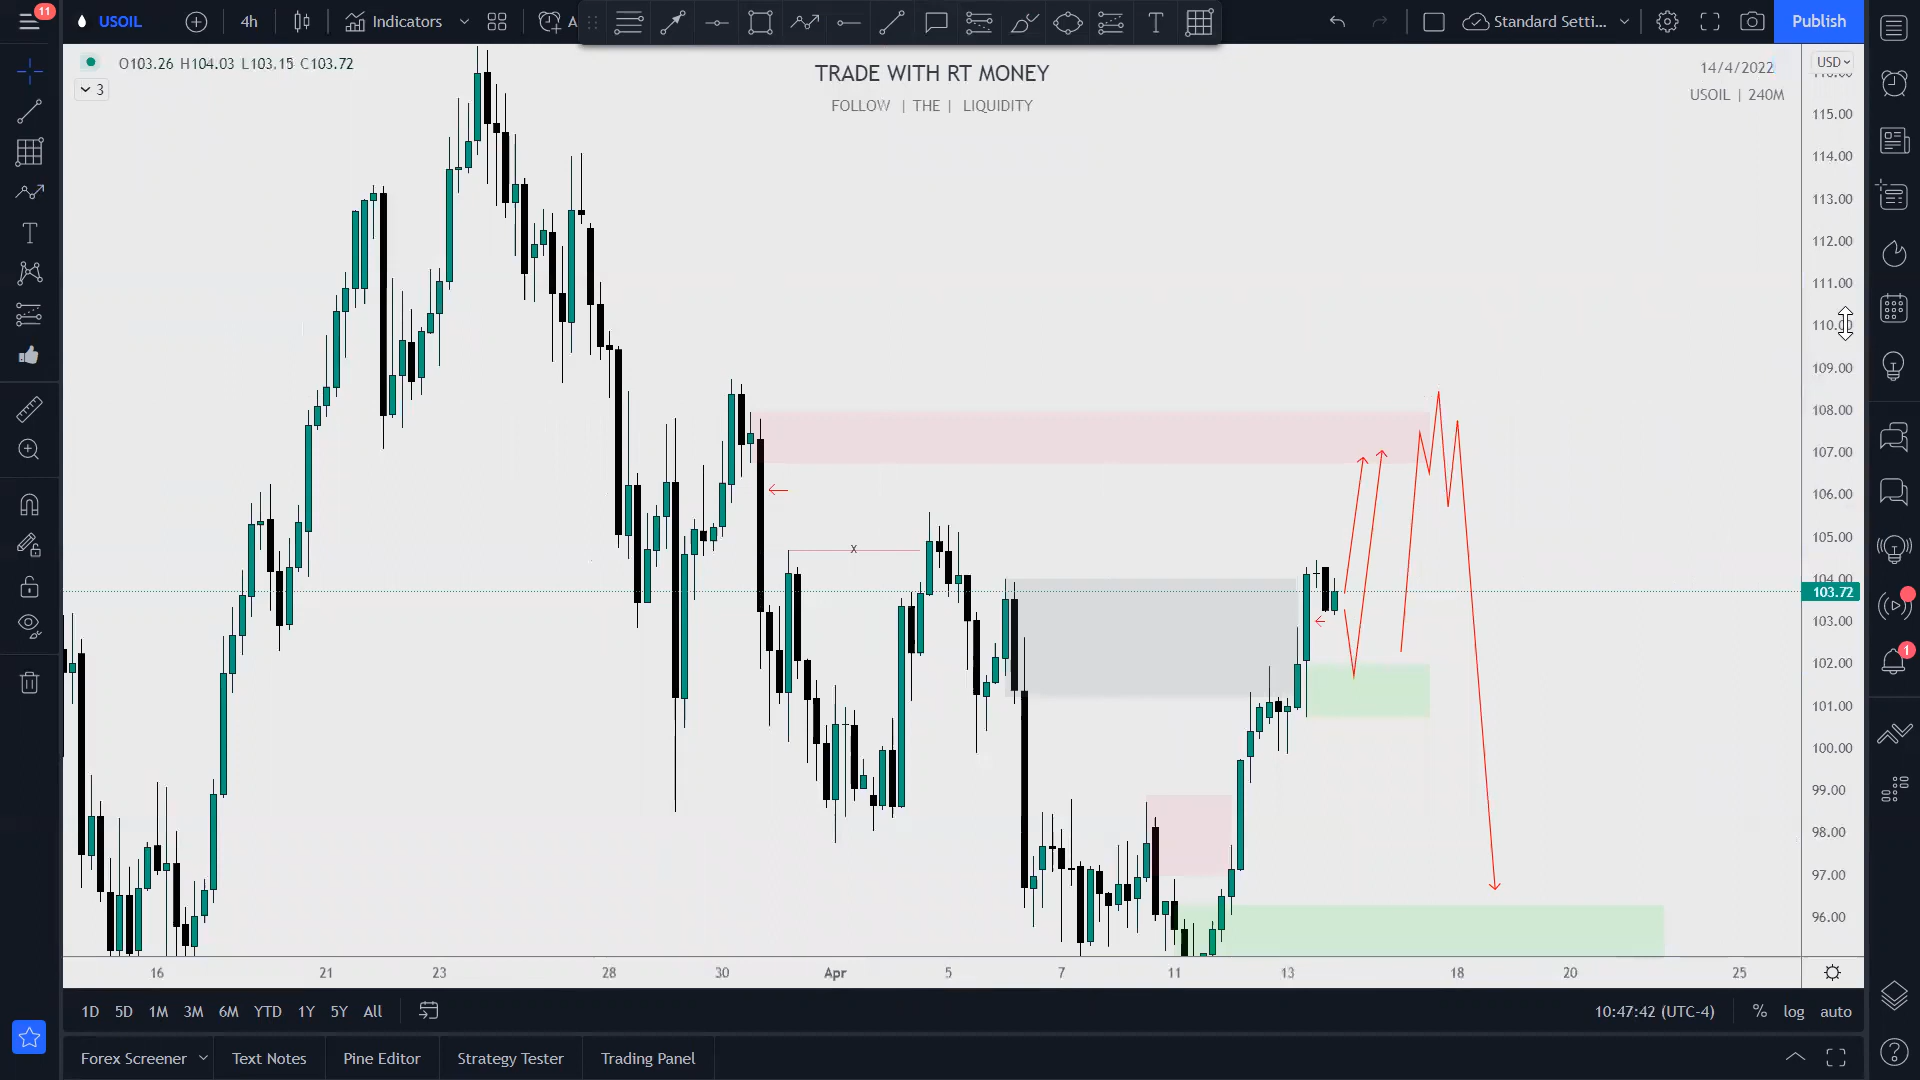 11
USOIL
4h
Indicators
A
Standard Setti...
Publish
O103.26 H104.03 L103.15 C103.72
3
TRADE WITH RT MONEY
FOLLOW | THE | LIQUIDITY
14/4/2022
USOIL | 240M
USD
115.00
114.00
113.00
112.00
111.00
110.00
109.00
108.00
107.00
106.00
105.00
104.00
103.72
103.00
102.00
101.00
100.00
99.00
98.00
97.00
96.00
X
1
16
21
23
28
30
Apr
5
7
11
13
18
20
25
1D
5D
1M
3M
6M
YTD
1Y
5Y
All
10:47:42 (UTC-4)
%
log
auto
Forex Screener
Text Notes
Pine Editor
Strategy Tester
Trading Panel